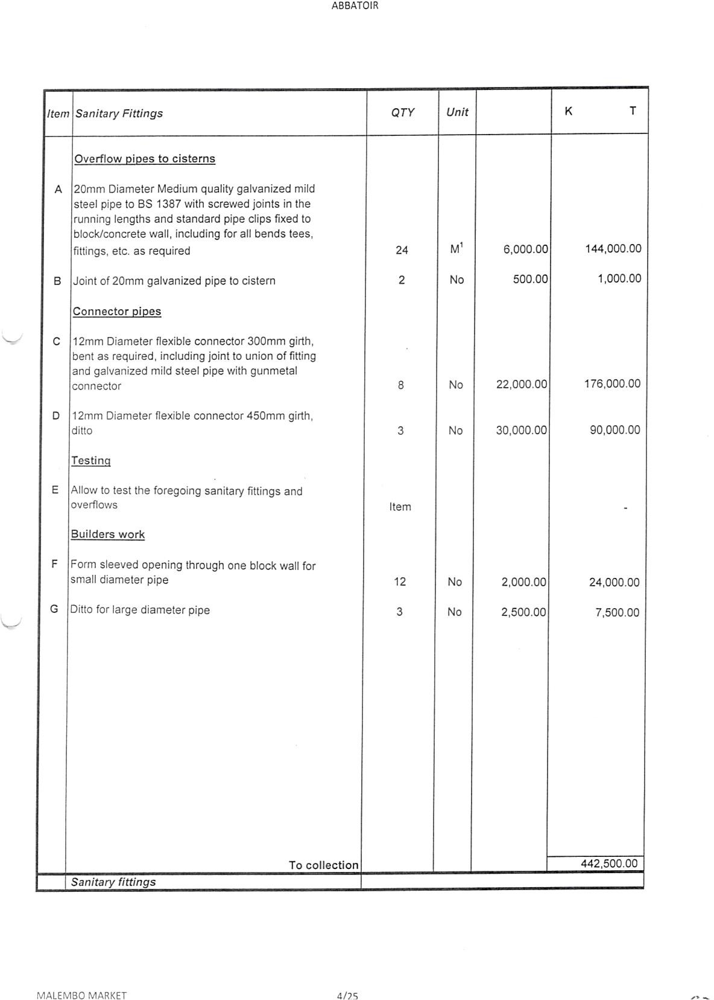 ABBATOIR
Item Sanitary Fittings QTY Unit K T
Overflow pipes to cisterns
A 20mm Diameter Medium quality galvanized mild
steel pipe to BS 1387 with screwed joints in the
running lengths and standard pipe clips fixed to
block/concrete wall, including for all bends tees,
fittings, etc. as required 24 M¹ 6,000.00 144,000.00
B Joint of 20mm galvanized pipe to cistern 2 No 500.00 1,000.00
Connector pipes
C 12mm Diameter flexible connector 300mm girth,
bent as required, including joint to union of fitting
and galvanized mild steel pipe with gunmetal
connector 8 No 22,000.00 176,000.00
D 12mm Diameter flexible connector 450mm girth,
ditto 3 No 30,000.00 90,000.00
Testing
E Allow to test the foregoing sanitary fittings and
overflows Item -
Builders work
F Form sleeved opening through one block wall for
small diameter pipe 12 No 2,000.00 24,000.00
G Ditto for large diameter pipe 3 No 2,500.00 7,500.00
To collection 442,500.00
Sanitary fittings
MALEMBO MARKET 4/25